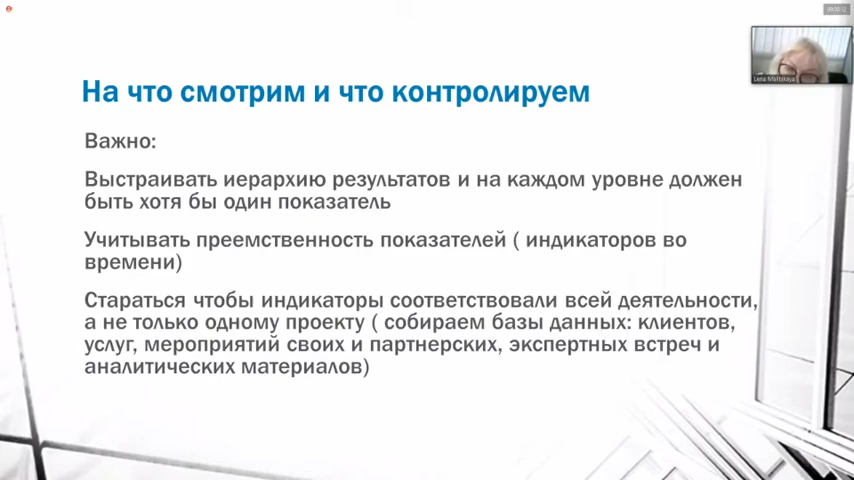 На что смотрим и что контролируем
Важно:
Выстраивать иерархию результатов и на каждом уровне должен
быть хотя бы один показатель
Учитывать преемственность показателей ( индикаторов во
времени)
Стараться чтобы индикаторы соответствовали всей деятельности,
а не только одному проекту ( собираем базы данных: клиентов,
услуг, мероприятий своих и партнерских, экспертных встреч и
аналитических материалов)
Lena Malitskaya